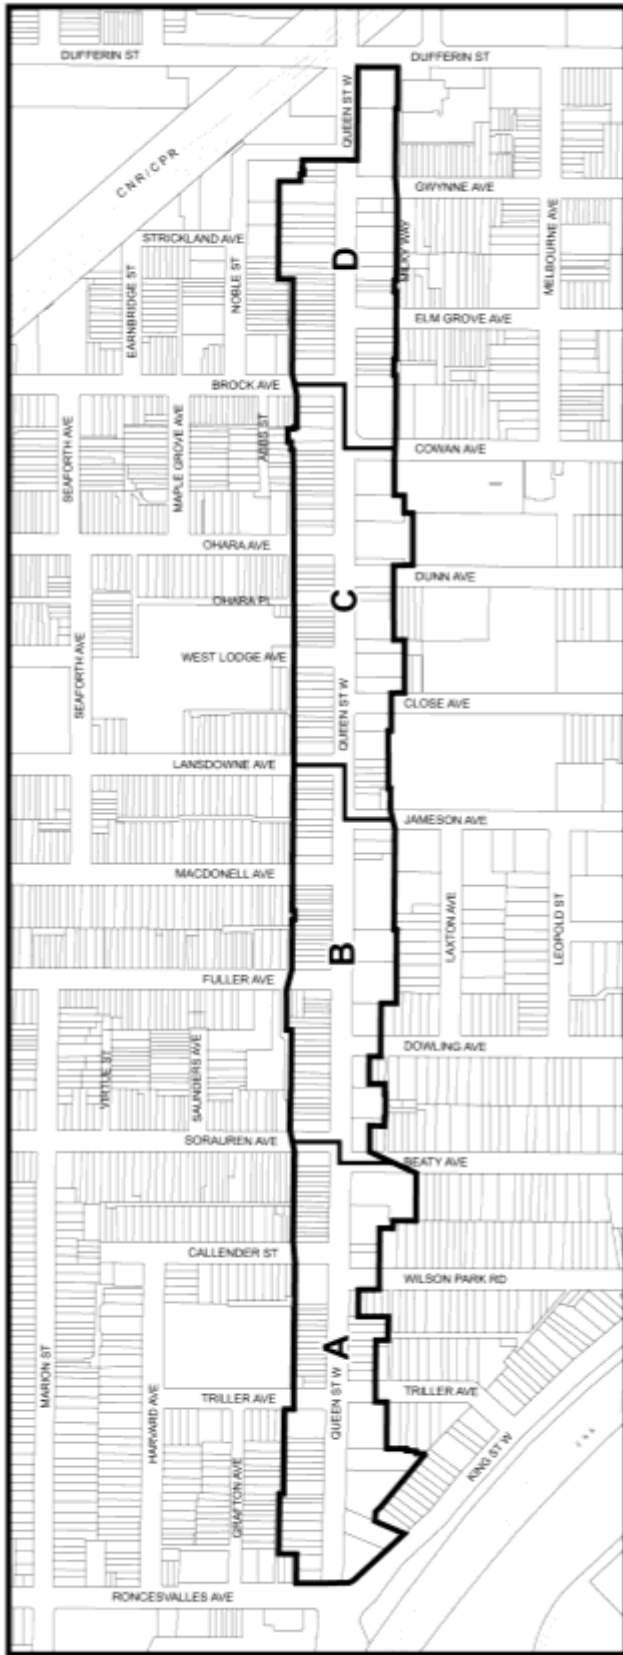 DUFFERIN ST
DUFFERIN ST
QUEEN ST W
CNR/CPR
GWYNNE AVE
MELBOURNE AVE
STRICKLAND AVE
MILKY WAY
D
NOBLE ST
EARNBRIDGE ST
ELM GROVE AVE
BROCK AVE
ABBS ST
MAPLE GROVE AVE
SEAFORTH AVE
COWAN AVE
OHARA AVE
DUNN AVE
OHARA PL
C
WEST LODGE AVE
SEAFORTH AVE
QUEEN ST W
CLOSE AVE
LANSDOWNE AVE
JAMESON AVE
MACDONELL AVE
LAXTON AVE
LEOPOLD ST
B
FULLER AVE
DOWLING AVE
VIRTUE ST
SAUNDERS AVE
SORAUREN AVE
BEATY AVE
CALLENDER ST
WILSON PARK RD
A
MARION ST
QUEEN ST W
TRILLER AVE
TRILLER AVE
HARVARD AVE
GRAFTON AVE
KING ST W
RONCESVALLES AVE